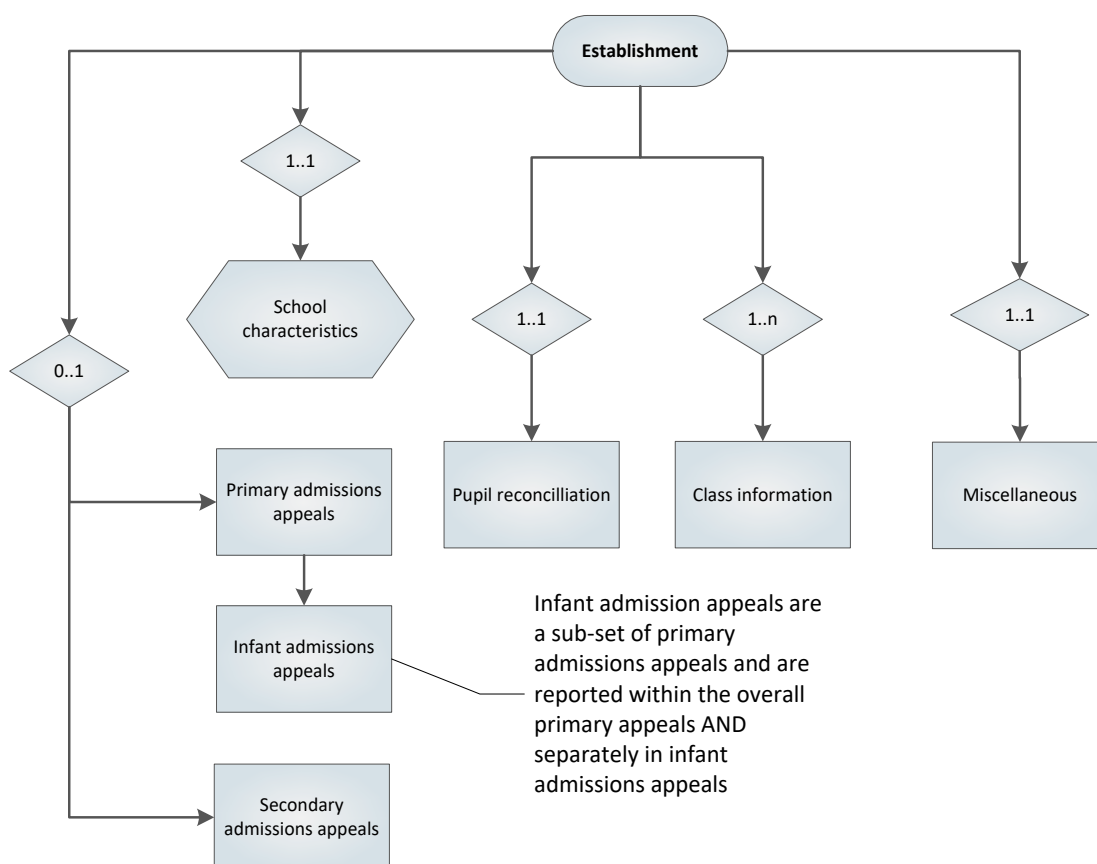 Establishment
1..1
School
characteristics
1..1
1..n
1..1
0..1
Primary admissions
appeals
Pupil reconcilliation
Class information
Miscellaneous
Infant admissions
appeals
Infant admission appeals are
a sub-set of primary
admissions appeals and are
reported within the overall
primary appeals AND
separately in infant
admissions appeals
Secondary
admissions appeals